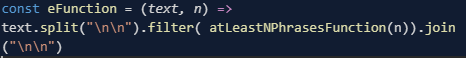 const eFunction = (text, n) =>
text.split("\n\n").filter( atLeastNPhrasesFunction(n)).join
("\n\n")